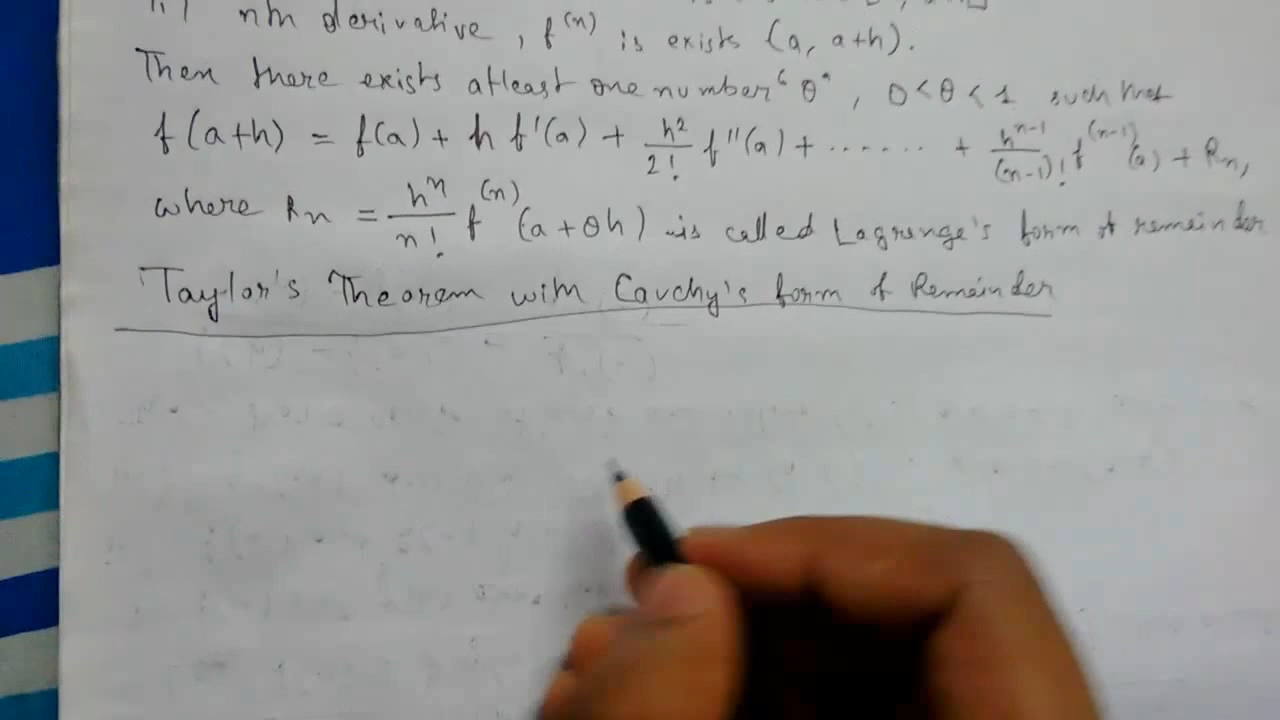 nth derivative, f^(n) is exists (a, a+h).
Then there exists atleast one number "θ", 0 < θ < 1 such that
f(a+h) = f(a) + h f'(a) + h²/2! f''(a) + ...... + h^(n-1)/(n-1)! f^(n-1)(a) + Rn,
where Rn = h^n/n! f^(n)(a+θh) is called Lagrange's form of remainder
Taylor's Theorem with Cauchy's form of Remainder